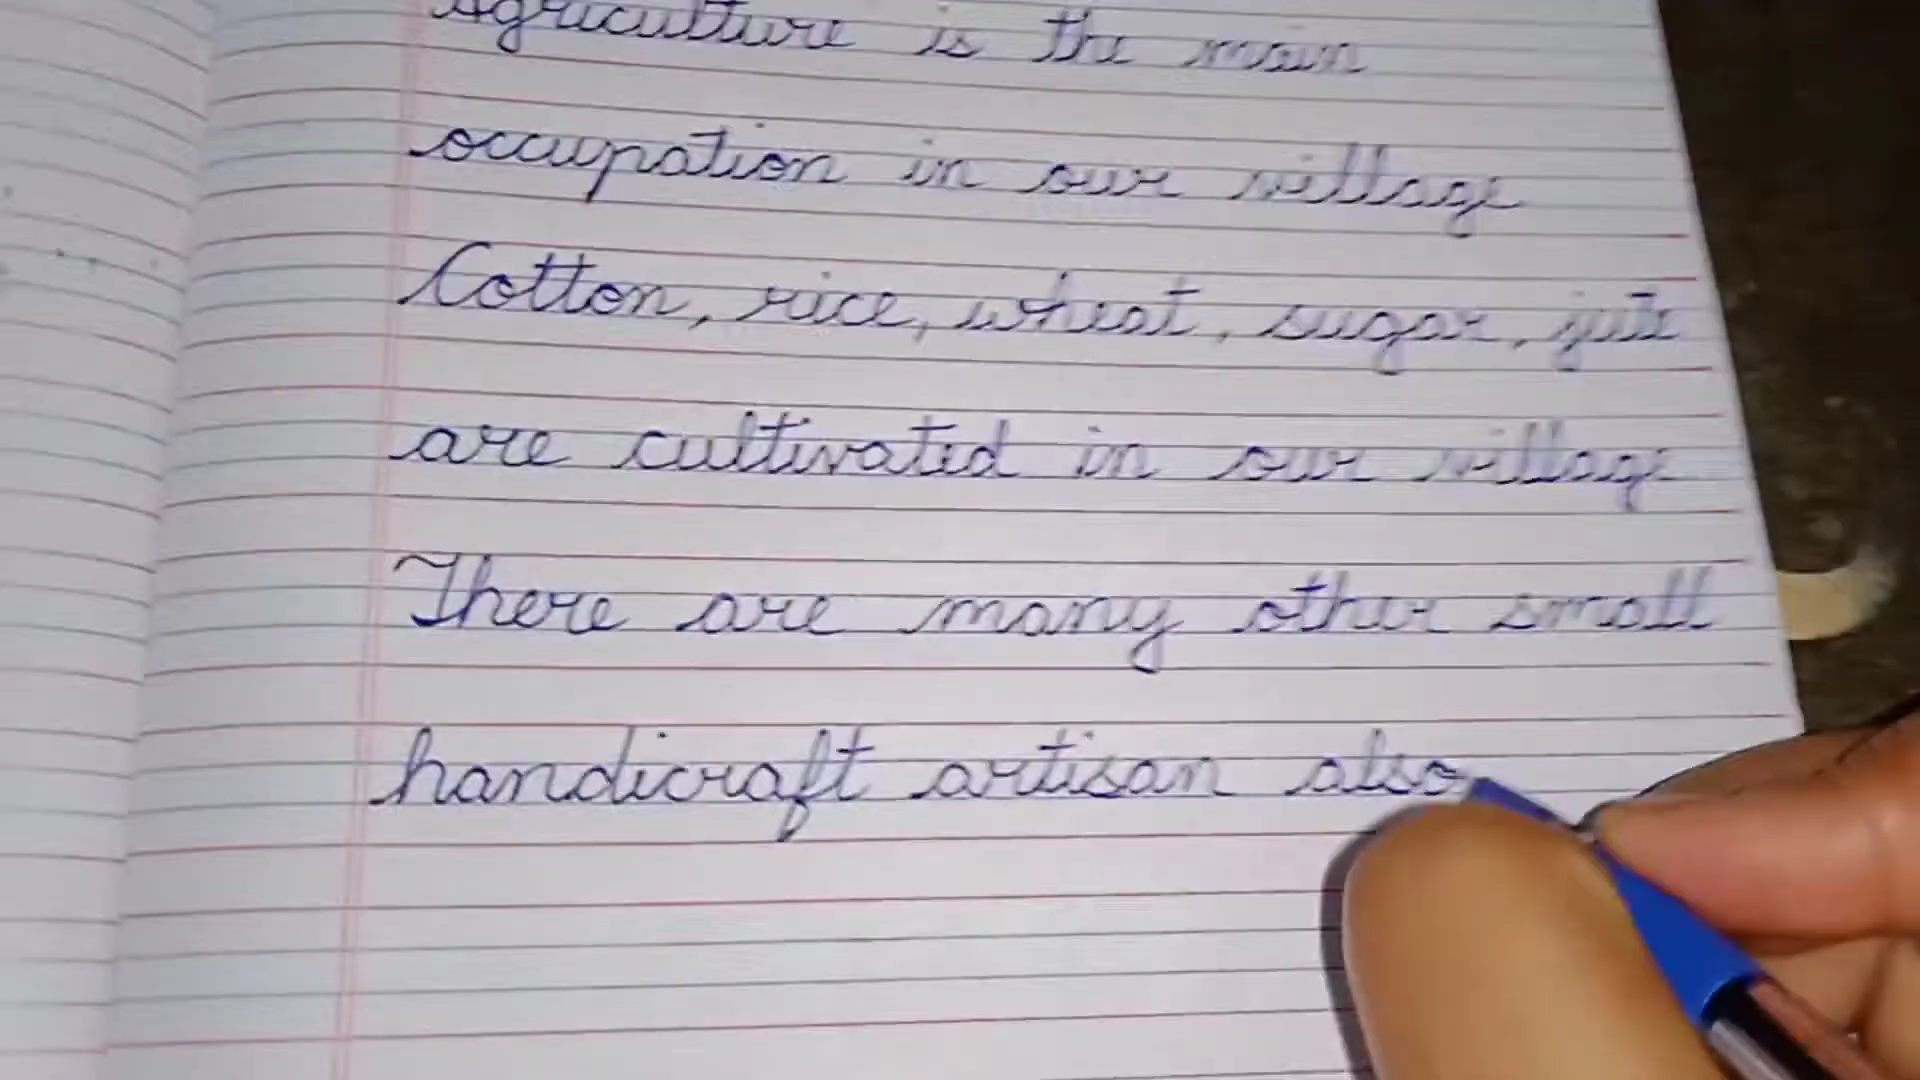 Agriculture is the main
occupation in our village
Cotton, rice, wheat, sugar, jute
are cultivated in our village
There are many other small
handicraft artisan also